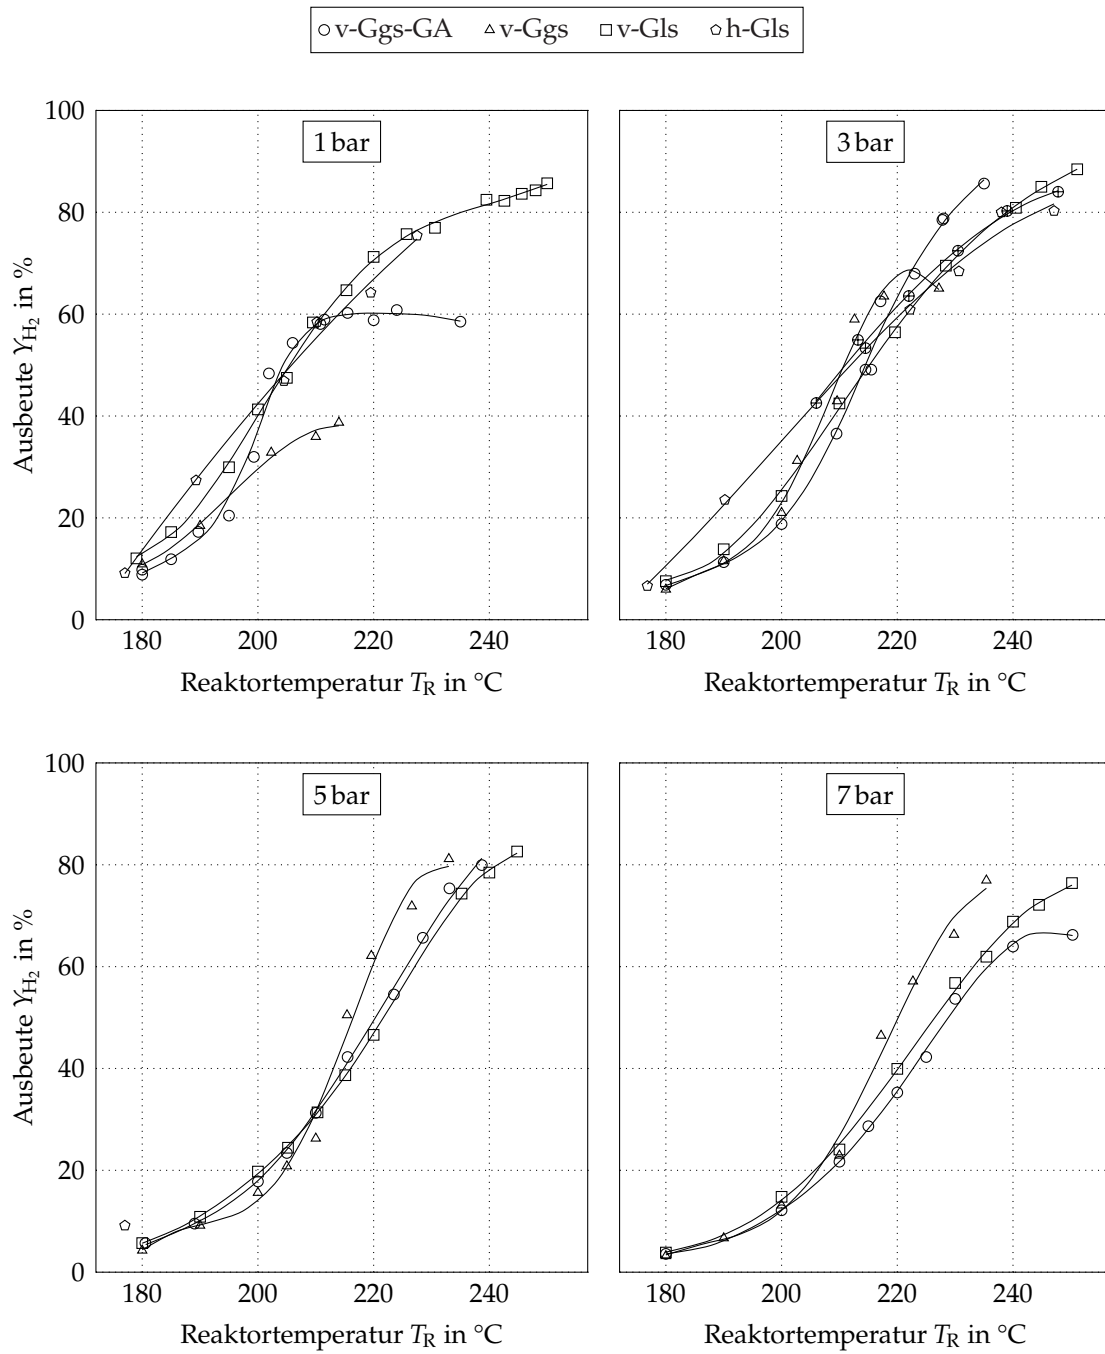 v-Ggs-GA v-Ggs v-Gls h-Gls
1 bar
3 bar
100
80
60
40
20
0
Ausbeute Y_H₂ in %
180 200 220 240
180 200 220 240
Reaktortemperatur T_R in °C
Reaktortemperatur T_R in °C
5 bar
7 bar
100
80
60
40
20
0
Ausbeute Y_H₂ in %
180 200 220 240
180 200 220 240
Reaktortemperatur T_R in °C
Reaktortemperatur T_R in °C